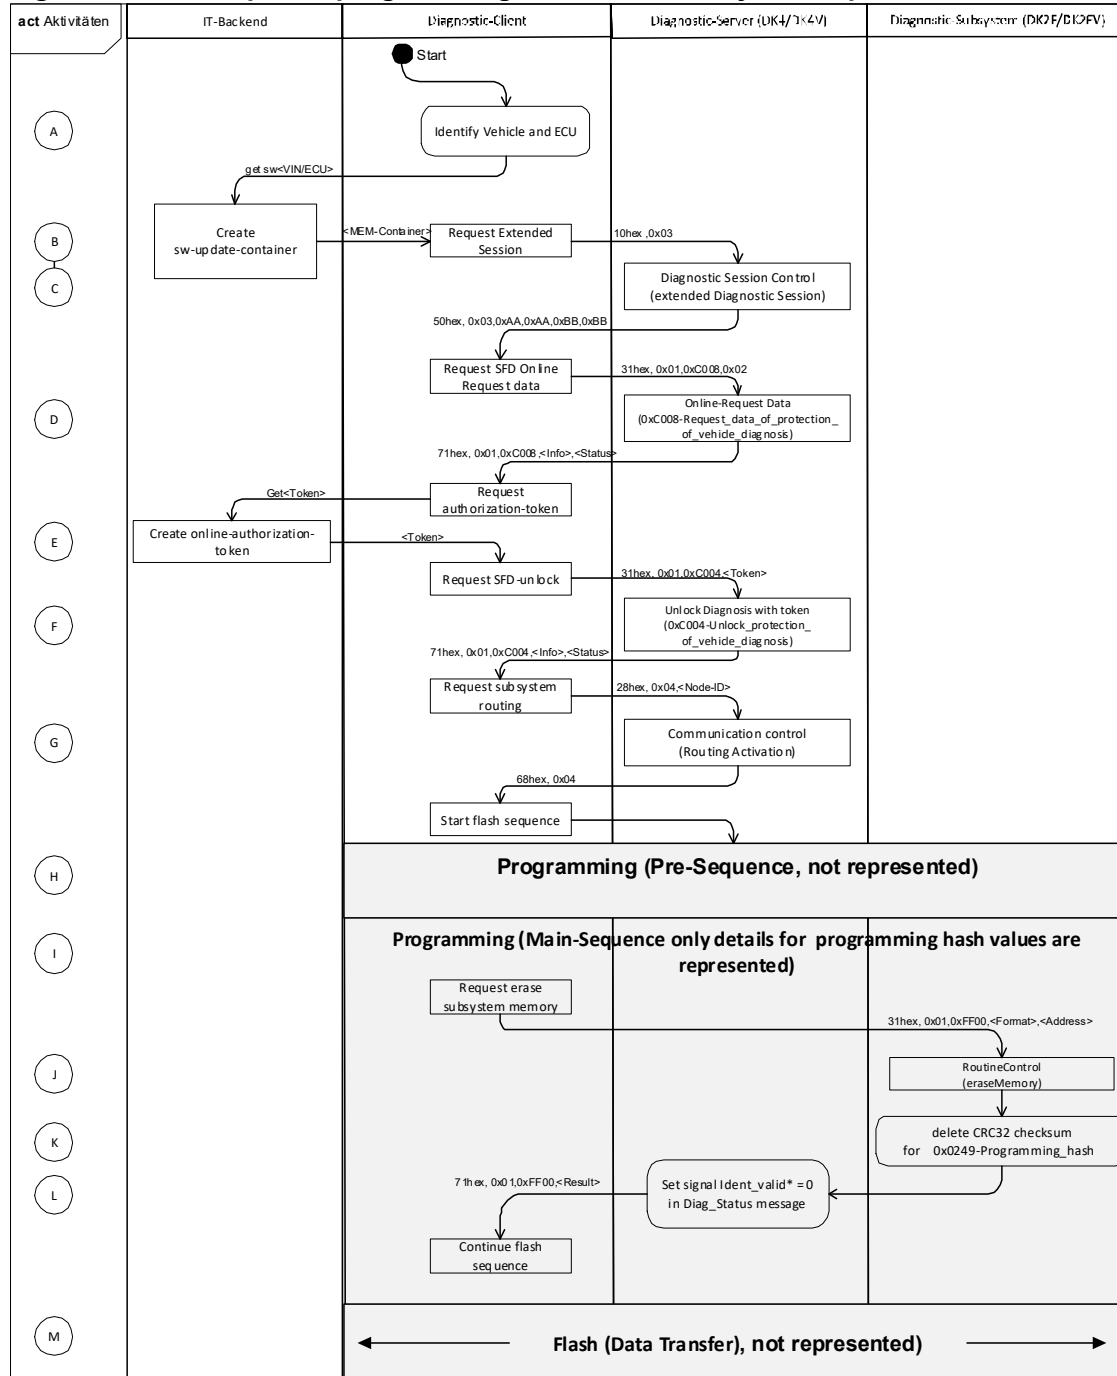 act Aktivitäten
IT-Backend
Diagnostic-Client
Diagnostic-Server (DK4/DK4V)
Diagnostic-Subsystem (DK2F/DK2FV)
Start
A
Identify Vehicle and ECU
get sw<VIN/ECU>
B
Create
sw-update-container
<MEM-Container>
Request Extended
Session
10hex ,0x03
C
Diagnostic Session Control
(extended Diagnostic Session)
50hex, 0x03,0xAA,0xAA,0xBB,0xBB
Request SFD Online
Request data
31hex, 0x01,0xC008,0x02
D
Online-Request Data
(0xC008-Request_data_of_protection_
of_vehicle_diagnosis)
71hex, 0x01,0xC008,<Info>,<Status>
Request
authorization-token
Get<Token>
E
Create online-authorization-
token
<Token>
Request SFD-unlock
31hex, 0x01,0xC004,<Token>
F
Unlock Diagnosis with token
(0xC004-Unlock_protection_
of_vehicle_diagnosis)
71hex, 0x01,0xC004,<Info>,<Status>
Request subsystem
routing
28hex, 0x04,<Node-ID>
G
Communication control
(Routing Activation)
68hex, 0x04
Start flash sequence
H
Programming (Pre-Sequence, not represented)
I
Programming (Main-Sequence only details for programming hash values are
represented)
Request erase
subsystem memory
31hex, 0x01,0xFF00,<Format>,<Address>
J
RoutineControl
(eraseMemory)
K
delete CRC32 checksum
for 0x0249-Programming_hash
L
71hex, 0x01,0xFF00,<Result>
Set signal Ident_valid* = 0
in Diag_Status message
Continue flash
sequence
M
Flash (Data Transfer), not represented)